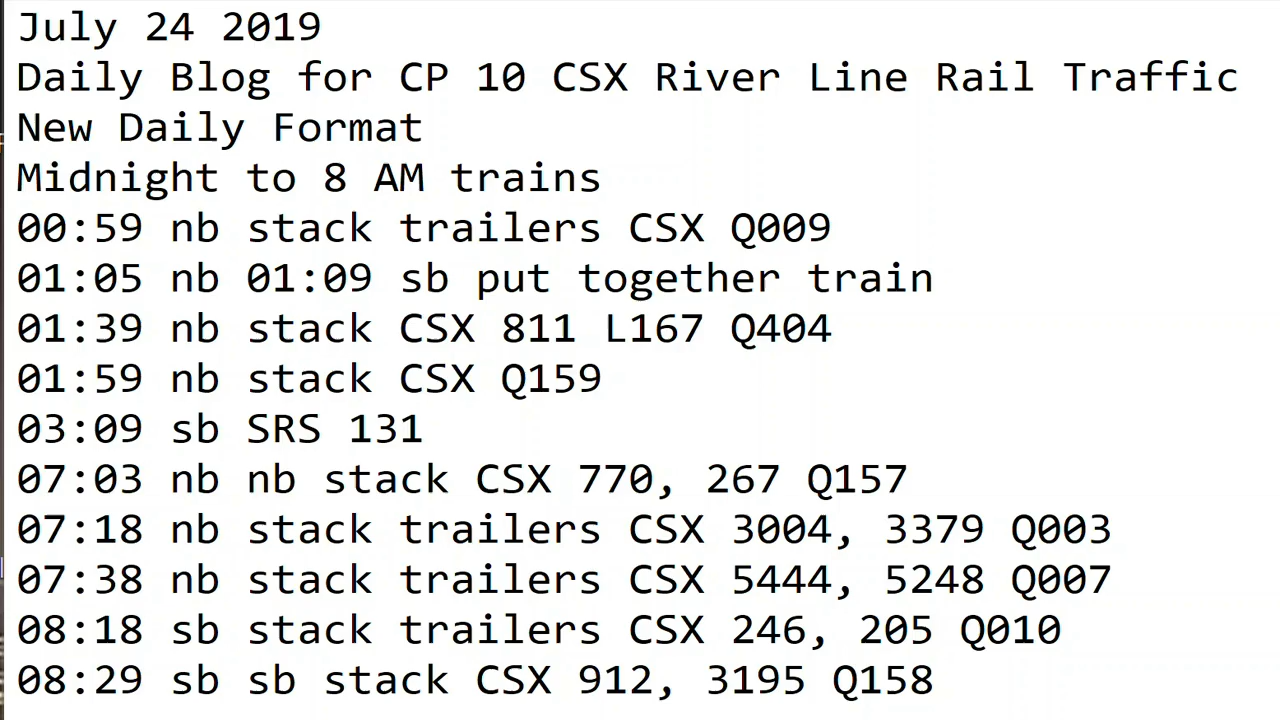 July 24 2019
Daily Blog for CP 10 CSX River Line Rail Traffic
New Daily Format
Midnight to 8 AM trains
00:59 nb stack trailers CSX Q009
01:05 nb 01:09 sb put together train
01:39 nb stack CSX 811 L167 Q404
01:59 nb stack CSX Q159
03:09 sb SRS 131
07:03 nb nb stack CSX 770, 267 Q157
07:18 nb stack trailers CSX 3004, 3379 Q003
07:38 nb stack trailers CSX 5444, 5248 Q007
08:18 sb stack trailers CSX 246, 205 Q010
08:29 sb sb stack CSX 912, 3195 Q158